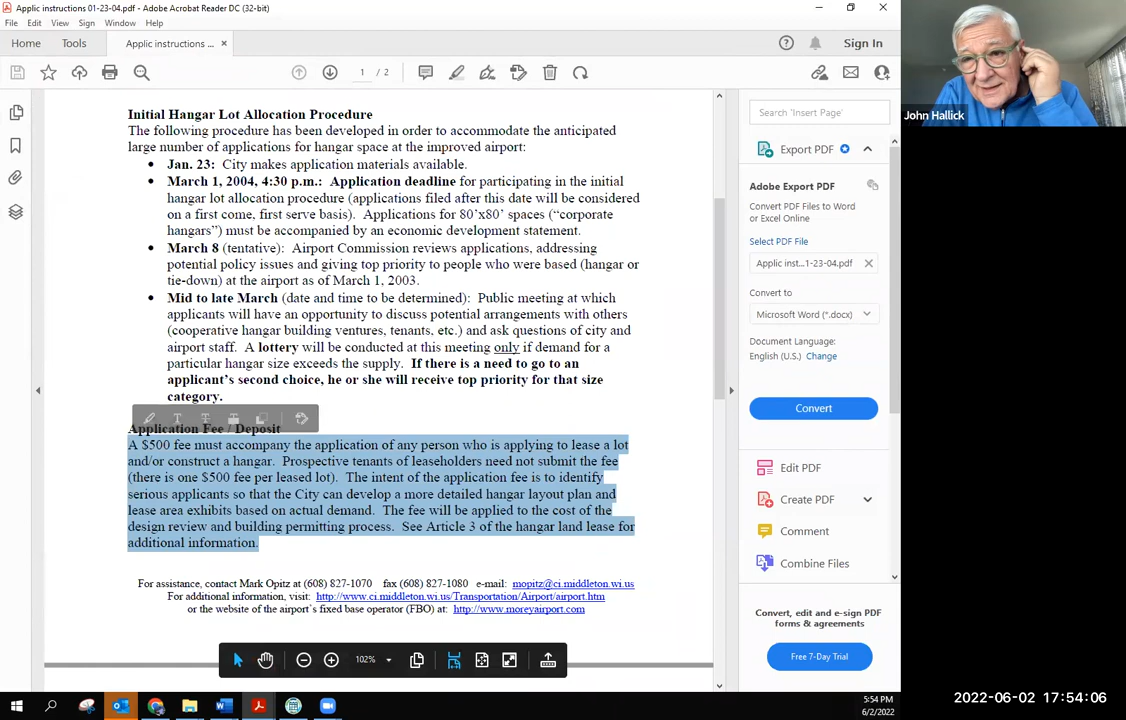 Applic instructions 01-23-04.pdf - Adobe Acrobat Reader DC (32-bit)
File Edit View Sign Window Help
Home Tools Applic instructions ... × Sign In
1 / 2
Initial Hangar Lot Allocation Procedure
The following procedure has been developed in order to accommodate the anticipated
large number of applications for hangar space at the improved airport:
• Jan. 23: City makes application materials available.
• March 1, 2004, 4:30 p.m.: Application deadline for participating in the initial
hangar lot allocation procedure (applications filed after this date will be considered
on a first come, first serve basis). Applications for 80’x80’ spaces (“corporate
hangars”) must be accompanied by an economic development statement.
• March 8 (tentative): Airport Commission reviews applications, addressing
potential policy issues and giving top priority to people who were based (hangar or
tie-down) at the airport as of March 1, 2003.
• Mid to late March (date and time to be determined): Public meeting at which
applicants will have an opportunity to discuss potential arrangements with others
(cooperative hangar building ventures, tenants, etc.) and ask questions of city and
airport staff. A lottery will be conducted at this meeting only if demand for a
particular hangar size exceeds the supply. If there is a need to go to an
applicant’s second choice, he or she will receive top priority for that size
category.
Application Fee / Deposit
A $500 fee must accompany the application of any person who is applying to lease a lot
and/or construct a hangar. Prospective tenants of leaseholders need not submit the fee
(there is one $500 fee per leased lot). The intent of the application fee is to identify
serious applicants so that the City can develop a more detailed hangar layout plan and
lease area exhibits based on actual demand. The fee will be applied to the cost of the
design review and building permitting process. See Article 3 of the hangar land lease for
additional information.
For assistance, contact Mark Opitz at (608) 827-1070 fax (608) 827-1080 e-mail: mopitz@ci.middleton.wi.us
For additional information, visit: http://www.ci.middleton.wi.us/Transportation/Airport/airport.htm
or the website of the airport`s fixed base operator (FBO) at: http://www.moreyairport.com
102%
Search 'Insert Page'
Export PDF
Adobe Export PDF
Convert PDF Files to Word
or Excel Online
Select PDF File
Applic inst...1-23-04.pdf
Convert to
Microsoft Word (*.docx)
Document Language:
English (U.S.) Change
Convert
Edit PDF
Create PDF
Comment
Combine Files
Convert, edit and e-sign PDF
forms & agreements
Free 7-Day Trial
John Hallick
5:54 PM
6/2/2022
2022-06-02 17:54:06